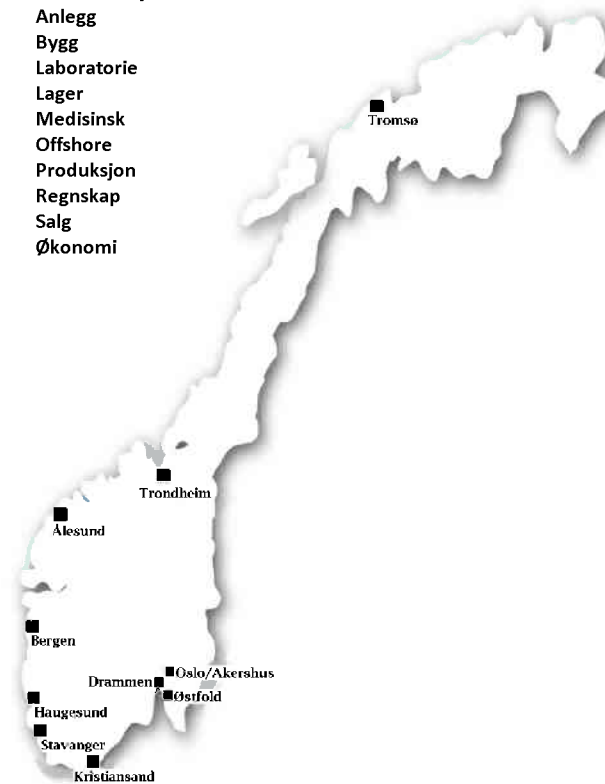 Anlegg
Bygg
Laboratorie
Lager
Medisinsk
Offshore
Produksjon
Regnskap
Salg
Økonomi
Tromsø
Trondheim
Ålesund
Bergen
Oslo/Akershus
Drammen
Østfold
Haugesund
Stavanger
Kristiansand